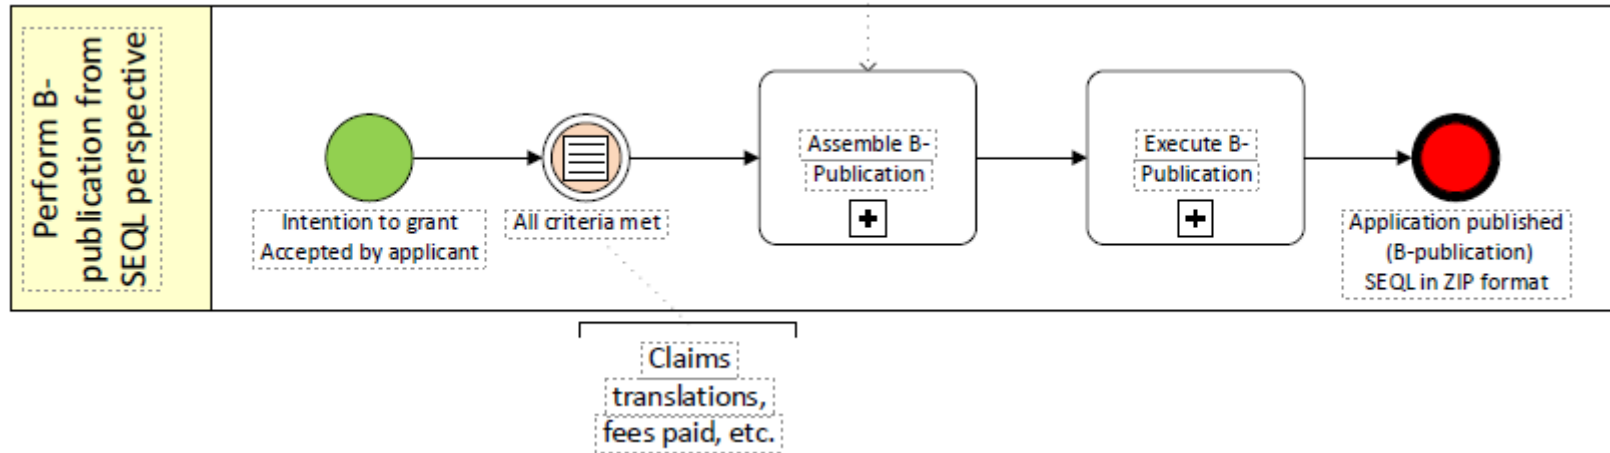 Perform B-
publication from
SEQL perspective
Intention to grant
Accepted by applicant
All criteria met
Assemble B-
Publication
Execute B-
Publication
Application published
(B-publication)
SEQL in ZIP format
Claims
translations,
fees paid, etc.